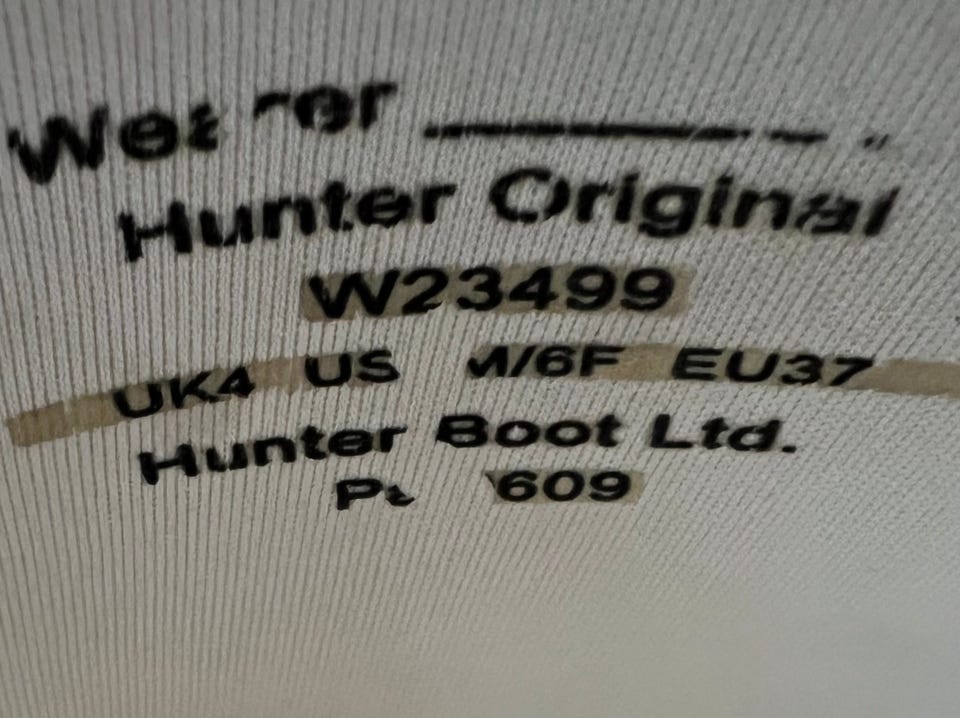 Hunter Original
W23499
UK4 US M/6F EU37
Hunter Boot Ltd.
609